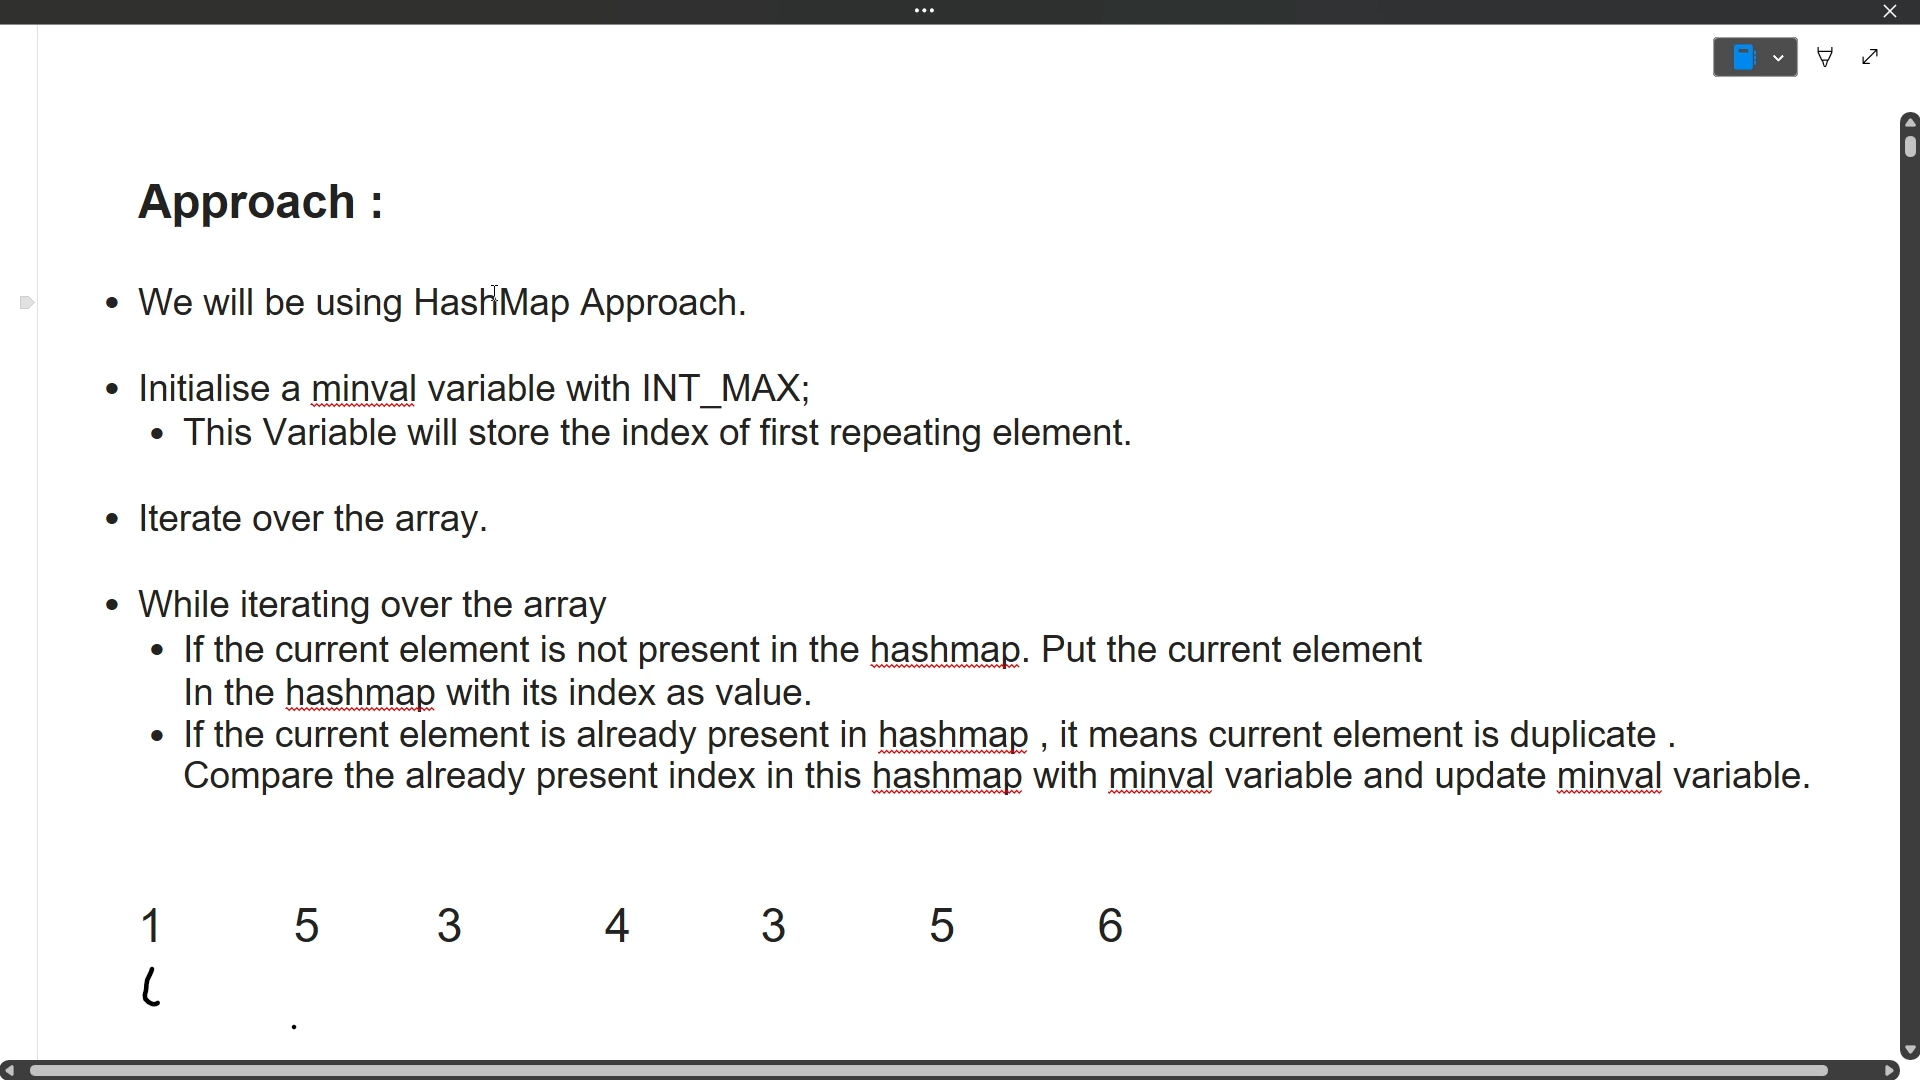 Approach :
• We will be using HashMap Approach.
• Initialise a minval variable with INT_MAX;
• This Variable will store the index of first repeating element.
• Iterate over the array.
• While iterating over the array
• If the current element is not present in the hashmap. Put the current element
In the hashmap with its index as value.
• If the current element is already present in hashmap , it means current element is duplicate .
Compare the already present index in this hashmap with minval variable and update minval variable.
1 5 3 4 3 5 6